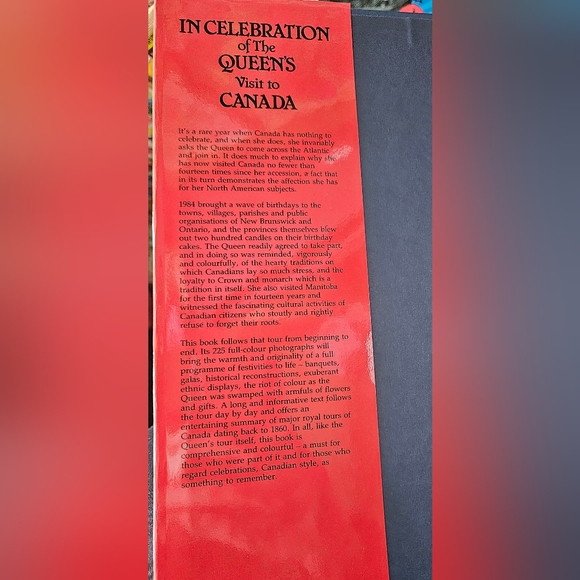 IN CELEBRATION
of The
QUEEN'S
Visit to
CANADA
It's a rare year when Canada has nothing to
celebrate, and when she does, she invariably
asks the Queen to come across the Atlantic
and join in. It does much to explain why she
has now visited Canada no fewer than
fourteen times since her accession, a fact that
in its turn demonstrates the affection she has
for her North American subjects.
1984 brought a wave of birthdays to the
towns, villages, parishes and public
organisations of New Brunswick and
Ontario, and the provinces themselves blew
out two hundred candles on their birthday
cakes. The Queen readily agreed to take part,
and in doing so was reminded, vigorously
and colourfully, of the hearty traditions on
which Canadians lay so much stress, and the
loyalty to Crown and monarch which is a
tradition in itself. She also visited Manitoba
for the first time in fourteen years and
witnessed the fascinating cultural activities of
Canadian citizens who stoutly and rightly
refuse to forget their roots.
This book follows that tour from beginning to
end. Its 225 full-colour photographs will
bring the warmth and originality of a full
programme of festivities to life – banquets,
galas, historical reconstructions, exuberant
ethnic displays, the riot of colour as the
Queen was swamped with armfuls of flowers
and gifts. A long and informative text follows
the tour day by day and offers an
entertaining summary of major royal tours of
Canada dating back to 1860. In all, like the
Queen's tour itself, this book is
comprehensive and colourful – a must for
those who were part of it and for those who
regard celebrations, Canadian style, as
something to remember.